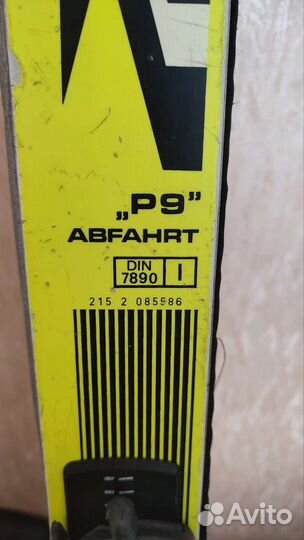 „P9”
ABFAHRT
DIN 7890 I
215 2 085586
Avito